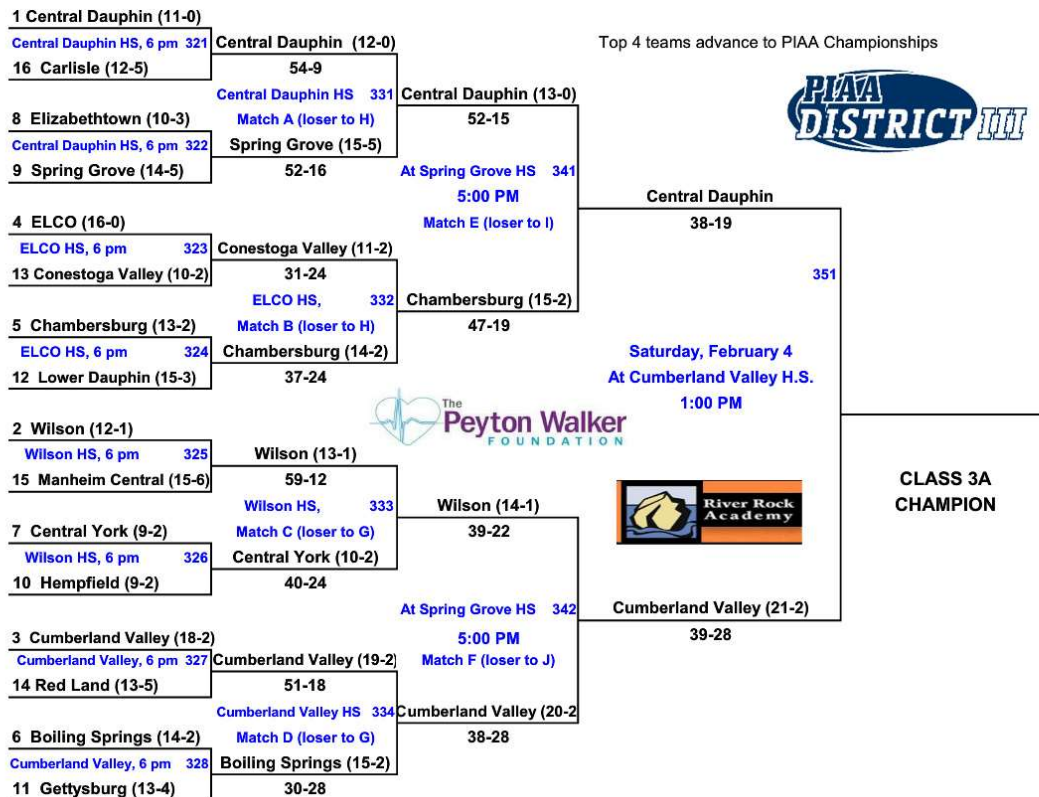 1 Central Dauphin (11-0)
Central Dauphin HS, 6 pm 321
16 Carlisle (12-5)
8 Elizabethtown (10-3)
Central Dauphin HS, 6 pm 322
9 Spring Grove (14-5)
4 ELCO (16-0)
ELCO HS, 6 pm 323
13 Conestoga Valley (10-2)
5 Chambersburg (13-2)
ELCO HS, 6 pm 324
12 Lower Dauphin (15-3)
2 Wilson (12-1)
Wilson HS, 6 pm 325
15 Manheim Central (15-6)
7 Central York (9-2)
Wilson HS, 6 pm 326
10 Hempfield (9-2)
3 Cumberland Valley (18-2)
Cumberland Valley, 6 pm 327
14 Red Land (13-5)
6 Boiling Springs (14-2)
Cumberland Valley, 6 pm 328
11 Gettysburg (13-4)
Central Dauphin (12-0)
54-9
Central Dauphin HS 331
Match A (loser to H)
Spring Grove (15-5)
52-16
Conestoga Valley (11-2)
31-24
ELCO HS, 332
Match B (loser to H)
Chambersburg (14-2)
37-24
Wilson (13-1)
59-12
Wilson HS, 333
Match C (loser to G)
Central York (10-2)
40-24
Cumberland Valley (19-2)
51-18
Cumberland Valley HS 334
Match D (loser to G)
Boiling Springs (15-2)
30-28
Central Dauphin (13-0)
52-15
At Spring Grove HS 341
5:00 PM
Match E (loser to I)
Chambersburg (15-2)
47-19
The
Peyton Walker
FOUNDATION
Wilson (14-1)
39-22
At Spring Grove HS 342
5:00 PM
Match F (loser to J)
Cumberland Valley (20-2
38-28
Top 4 teams advance to PIAA Championships
PIAA
DISTRICT III
Central Dauphin
38-19
351
Saturday, February 4
At Cumberland Valley H.S.
1:00 PM
River Rock
Academy
Cumberland Valley (21-2)
39-28
CLASS 3A
CHAMPION